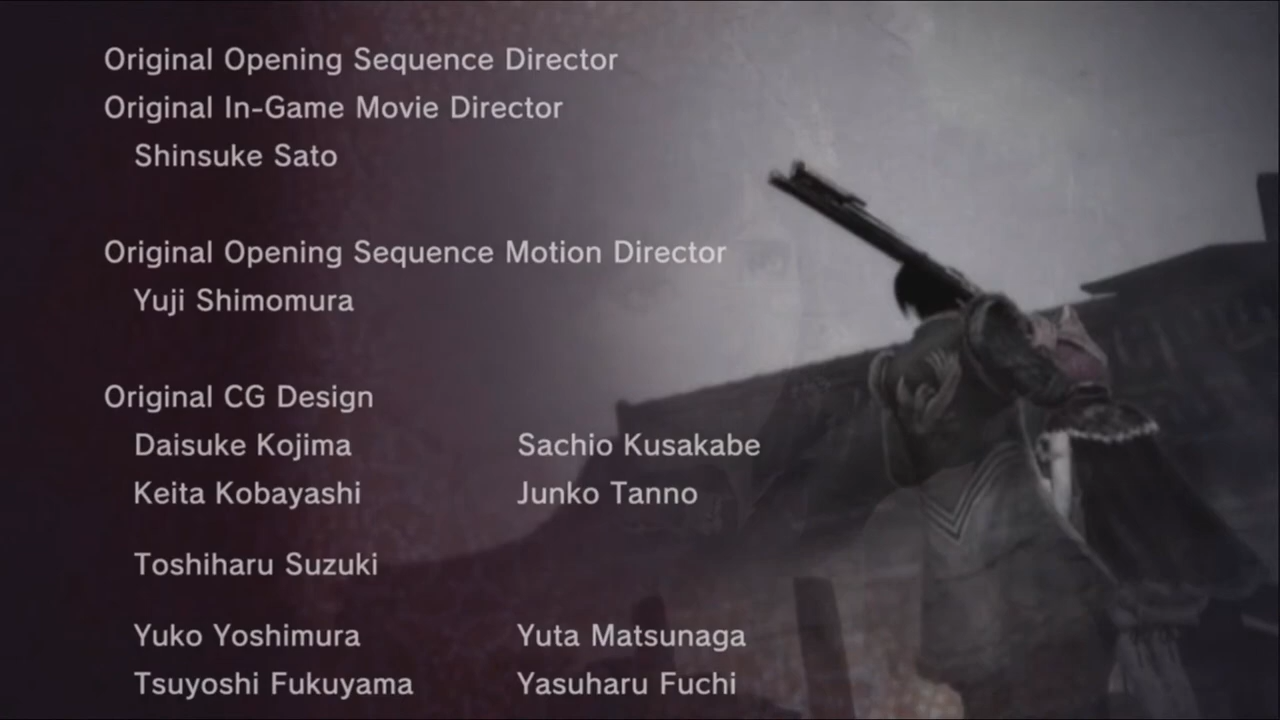 Original Opening Sequence Director
Original In-Game Movie Director
Shinsuke Sato
Original Opening Sequence Motion Director
Yuji Shimomura
Original CG Design
Daisuke Kojima Sachio Kusakabe
Keita Kobayashi Junko Tanno
Toshiharu Suzuki
Yuko Yoshimura Yuta Matsunaga
Tsuyoshi Fukuyama Yasuharu Fuchi